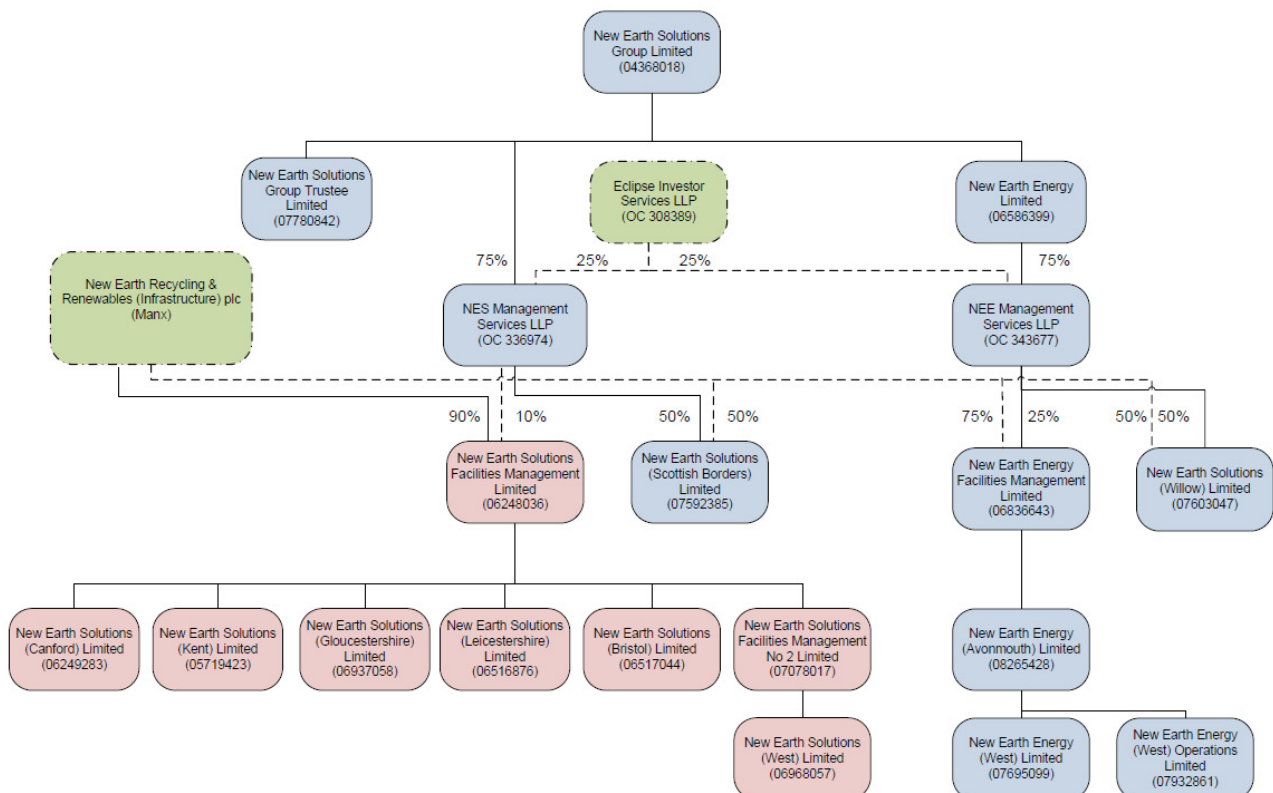 New Earth Solutions
Group Limited
(04368018)
New Earth Solutions
Group Trustee
Limited
(07780842)
Eclipse Investor
Services LLP
(OC 308389)
New Earth Energy
Limited
(06586399)
75%
25%
25%
75%
New Earth Recycling &
Renewables (Infrastructure) plc
(Manx)
NES Management
Services LLP
(OC 336974)
NEE Management
Services LLP
(OC 343677)
90%
10%
50%
50%
75%
25%
50%
50%
New Earth Solutions
Facilities Management
Limited
(06248036)
New Earth Solutions
(Scottish Borders)
Limited
(07592385)
New Earth Energy
Facilities Management
Limited
(06836643)
New Earth Solutions
(Willow) Limited
(07603047)
New Earth Solutions
(Canford) Limited
(06249283)
New Earth Solutions
(Kent) Limited
(05719423)
New Earth Solutions
(Gloucestershire)
Limited
(06937058)
New Earth Solutions
(Leicestershire)
Limited
(06516876)
New Earth Solutions
(Bristol) Limited
(06517044)
New Earth Solutions
Facilities Management
No 2 Limited
(07078017)
New Earth Energy
(Avonmouth) Limited
(08265428)
New Earth Solutions
(West) Limited
(06968057)
New Earth Energy
(West) Limited
(07695099)
New Earth Energy
(West) Operations
Limited
(07932861)